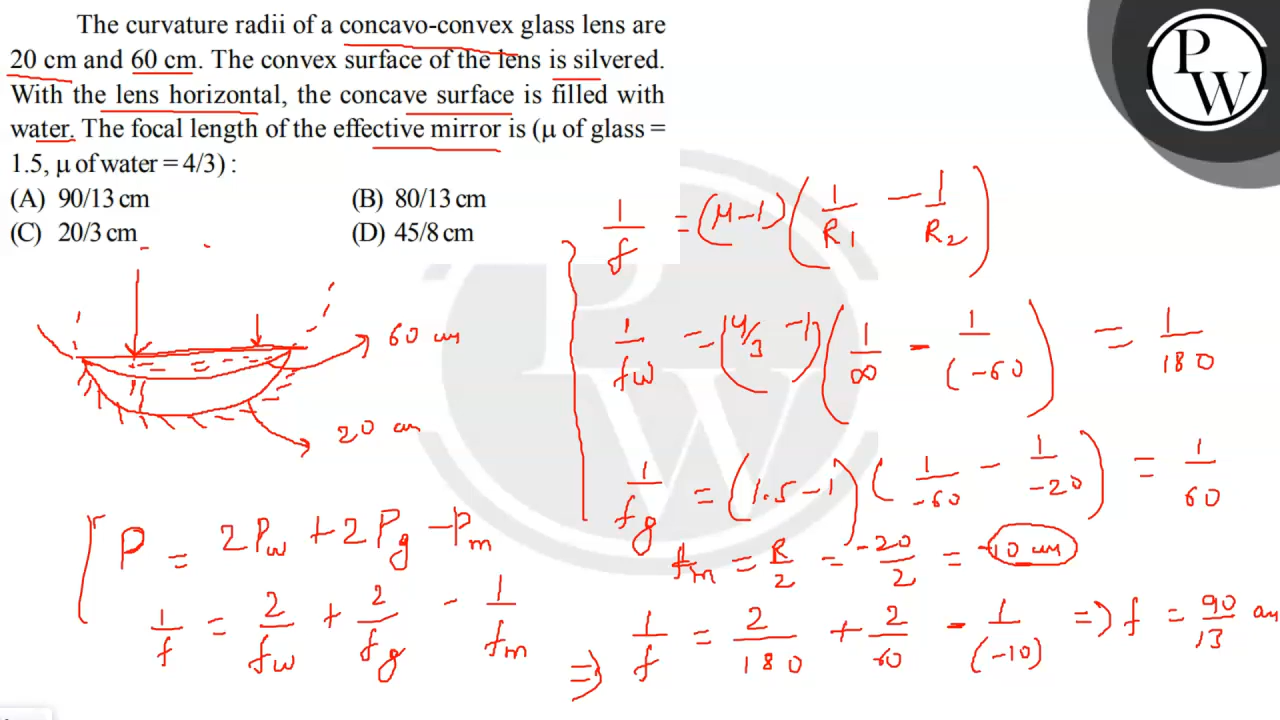 The curvature radii of a concavo-convex glass lens are
20 cm and 60 cm. The convex surface of the lens is silvered.
With the lens horizontal, the concave surface is filled with
water. The focal length of the effective mirror is (μ of glass =
1.5, μ of water = 4/3) :
(A) 90/13 cm (B) 80/13 cm
(C) 20/3 cm (D) 45/8 cm
P
W
1/f = (μ-1) (1/R1 - 1/R2)
60 cm
20 cm
1/fw = (4/3 -1) (1/∞ - 1/(-60)) = 1/180
1/fg = (1.5-1) (1/-60 - 1/-20) = 1/60
fm = R/2 = -20/2 = -10 cm
P = 2Pw + 2Pg - Pm
1/f = 2/fw + 2/fg - 1/fm
⇒ 1/f = 2/180 + 2/60 - 1/(-10) ⇒ f = 90/13 cm